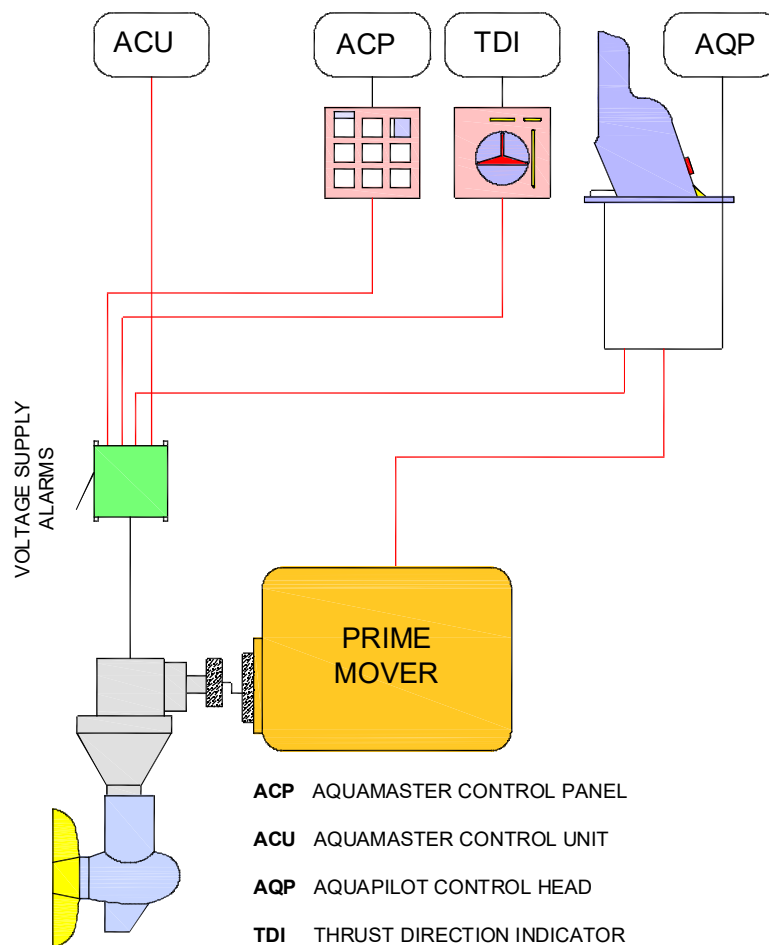 ACU
ACP
TDI
AQP
VOLTAGE SUPPLY
ALARMS
PRIME
MOVER
ACP AQUAMASTER CONTROL PANEL
ACU AQUAMASTER CONTROL UNIT
AQP AQUAPILOT CONTROL HEAD
TDI THRUST DIRECTION INDICATOR